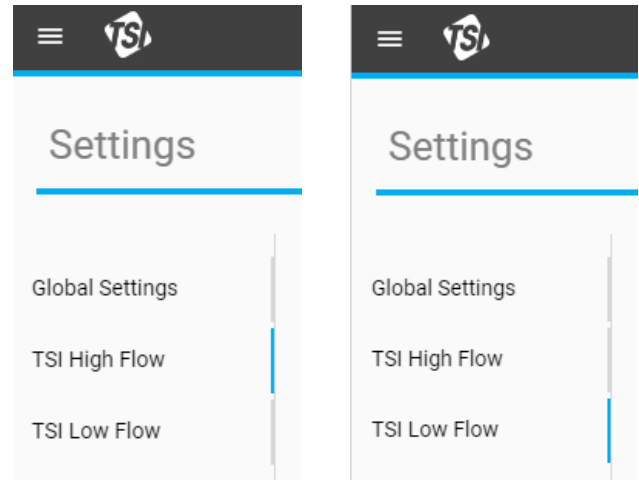 TSI
Settings
Global Settings
TSI High Flow
TSI Low Flow
TSI
Settings
Global Settings
TSI High Flow
TSI Low Flow